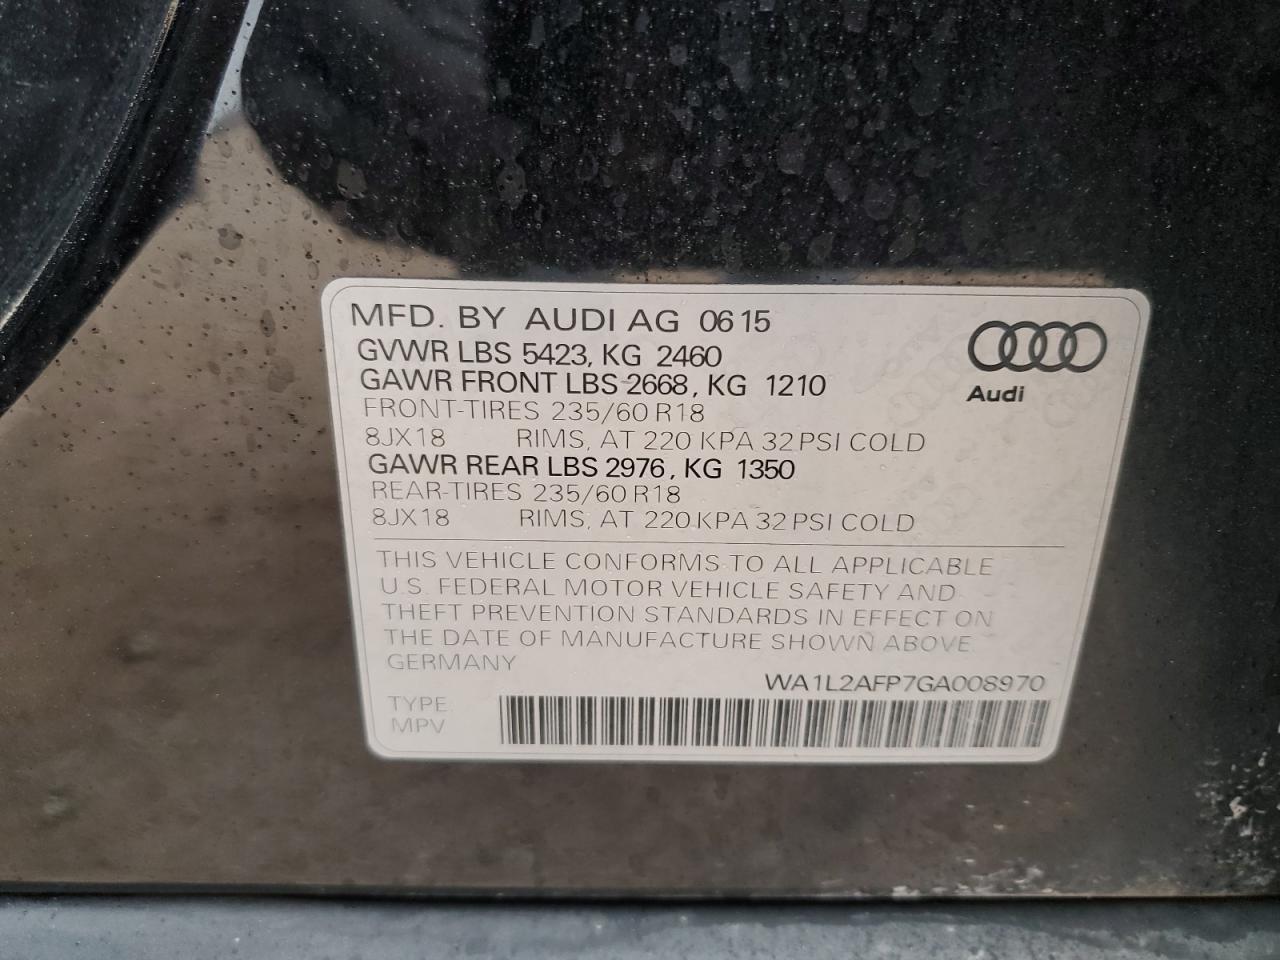 MFD. BY AUDI AG 0615
GVWR LBS 5423, KG 2460
GAWR FRONT LBS 2668, KG 1210
FRONT-TIRES 235/60 R18
8JX18 RIMS, AT 220 KPA 32 PSI COLD
GAWR REAR LBS 2976, KG 1350
REAR-TIRES 235/60 R18
8JX18 RIMS, AT 220 KPA 32 PSI COLD
Audi
THIS VEHICLE CONFORMS TO ALL APPLICABLE
U.S. FEDERAL MOTOR VEHICLE SAFETY AND
THEFT PREVENTION STANDARDS IN EFFECT ON
THE DATE OF MANUFACTURE SHOWN ABOVE.
GERMANY
WA1L2AFP7GA008970
TYPE:
MPV